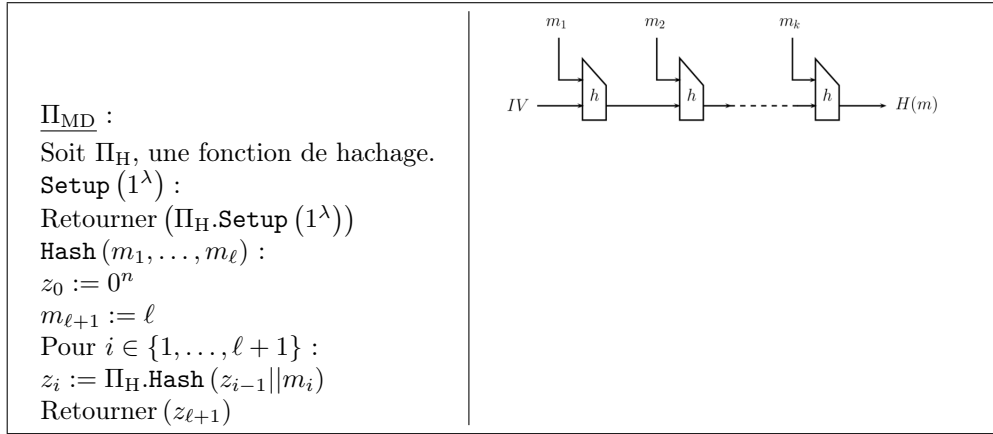 Π_MD :
Soit Π_H, une fonction de hachage.
Setup (1^λ) :
Retourner (Π_H.Setup (1^λ))
Hash (m_1, . . . , m_ℓ) :
z_0 := 0^n
m_{ℓ+1} := ℓ
Pour i ∈ {1, . . . , ℓ + 1} :
z_i := Π_H.Hash (z_{i−1}||m_i)
Retourner (z_{ℓ+1})
m_1 m_2 m_k
IV h h h H(m)